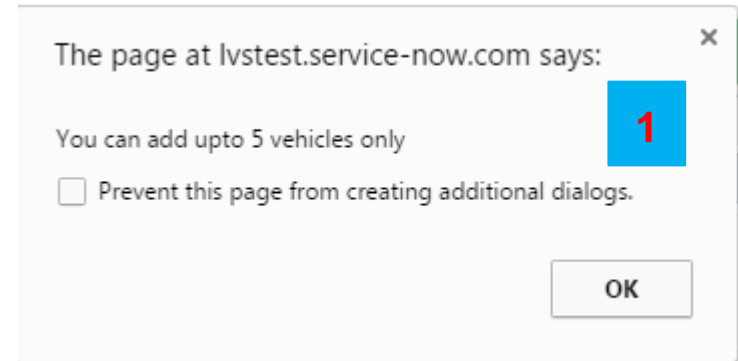 The page at lvstest.service-now.com says:
×
You can add upto 5 vehicles only
1
Prevent this page from creating additional dialogs.
OK